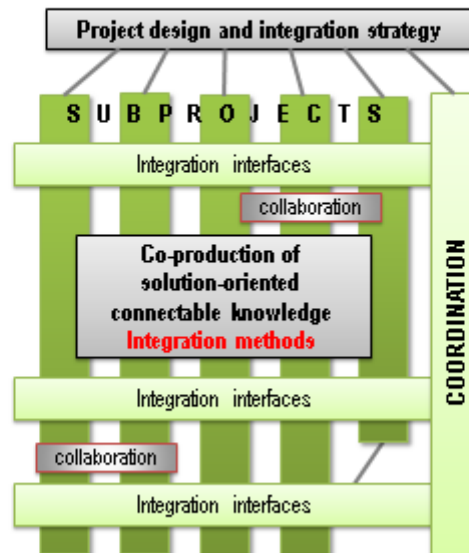 Project design and integration strategy
S U B P R O J E C T S
Integration interfaces
collaboration
Co-production of
solution-oriented
connectable knowledge
Integration methods
COORDINATION
Integration interfaces
collaboration
Integration interfaces